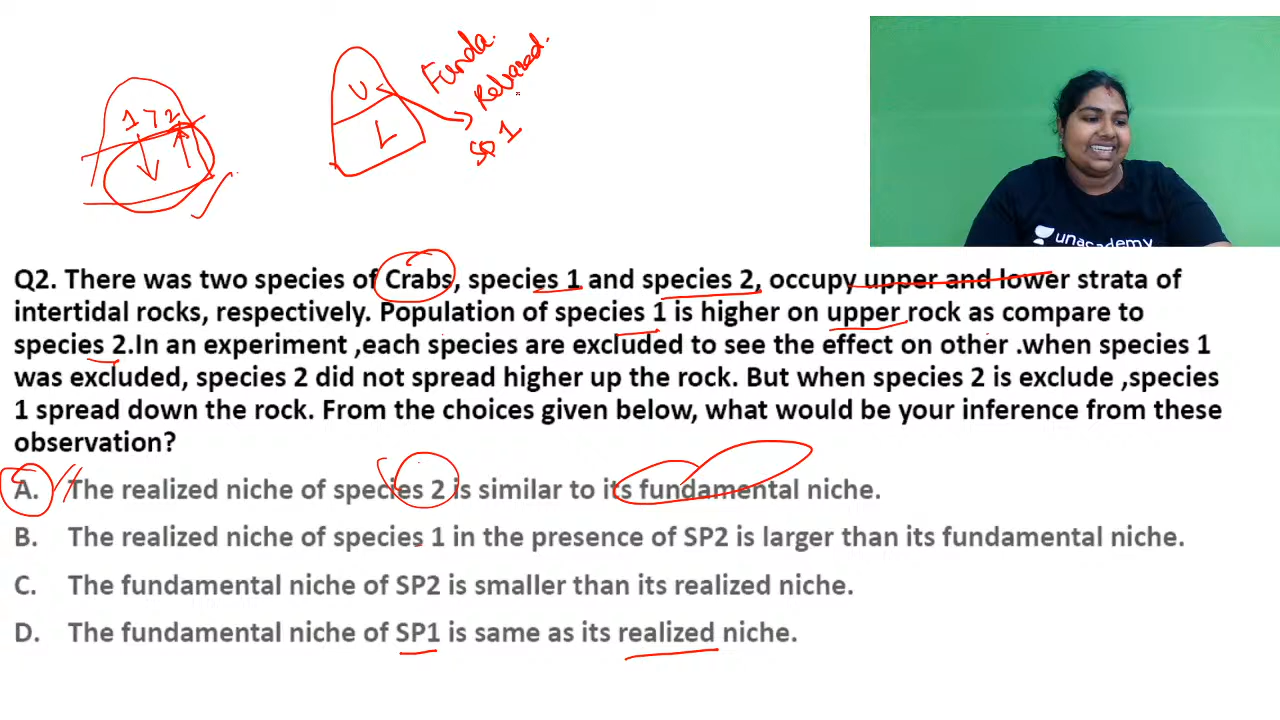 1 > 2
U
L
Funda.
SP 1
unacademy
Q2. There was two species of Crabs, species 1 and species 2, occupy upper and lower strata of
intertidal rocks, respectively. Population of species 1 is higher on upper rock as compare to
species 2.In an experiment ,each species are excluded to see the effect on other .when species 1
was excluded, species 2 did not spread higher up the rock. But when species 2 is exclude ,species
1 spread down the rock. From the choices given below, what would be your inference from these
observation?
A. The realized niche of species 2 is similar to its fundamental niche.
B. The realized niche of species 1 in the presence of SP2 is larger than its fundamental niche.
C. The fundamental niche of SP2 is smaller than its realized niche.
D. The fundamental niche of SP1 is same as its realized niche.